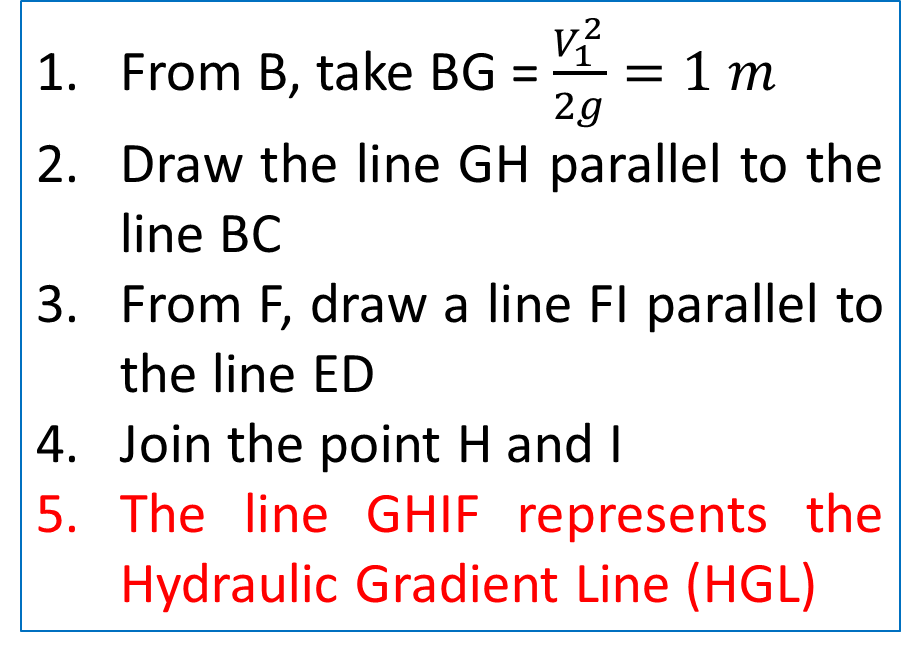 1. From B, take BG = \frac{V_1^2}{2g} = 1 m
2. Draw the line GH parallel to the
line BC
3. From F, draw a line FI parallel to
the line ED
4. Join the point H and I
5. The line GHIF represents the
Hydraulic Gradient Line (HGL)